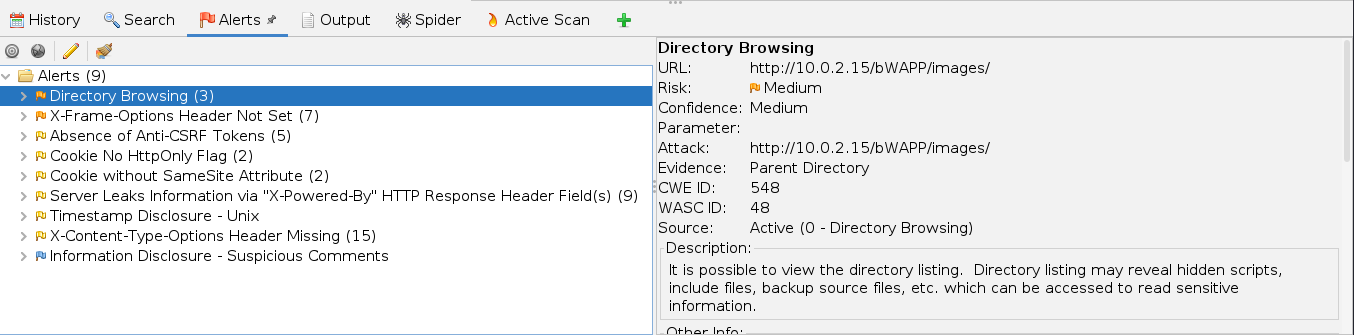 History Search Alerts Output Spider Active Scan
Alerts (9)
Directory Browsing (3)
X-Frame-Options Header Not Set (7)
Absence of Anti-CSRF Tokens (5)
Cookie No HttpOnly Flag (2)
Cookie without SameSite Attribute (2)
Server Leaks Information via "X-Powered-By" HTTP Response Header Field(s) (9)
Timestamp Disclosure - Unix
X-Content-Type-Options Header Missing (15)
Information Disclosure - Suspicious Comments
Directory Browsing
URL: http://10.0.2.15/bWAPP/images/
Risk: Medium
Confidence: Medium
Parameter:
Attack: http://10.0.2.15/bWAPP/images/
Evidence: Parent Directory
CWE ID: 548
WASC ID: 48
Source: Active (0 - Directory Browsing)
Description:
It is possible to view the directory listing.  Directory listing may reveal hidden scripts,
include files, backup source files, etc. which can be accessed to read sensitive
information.
Other Info: